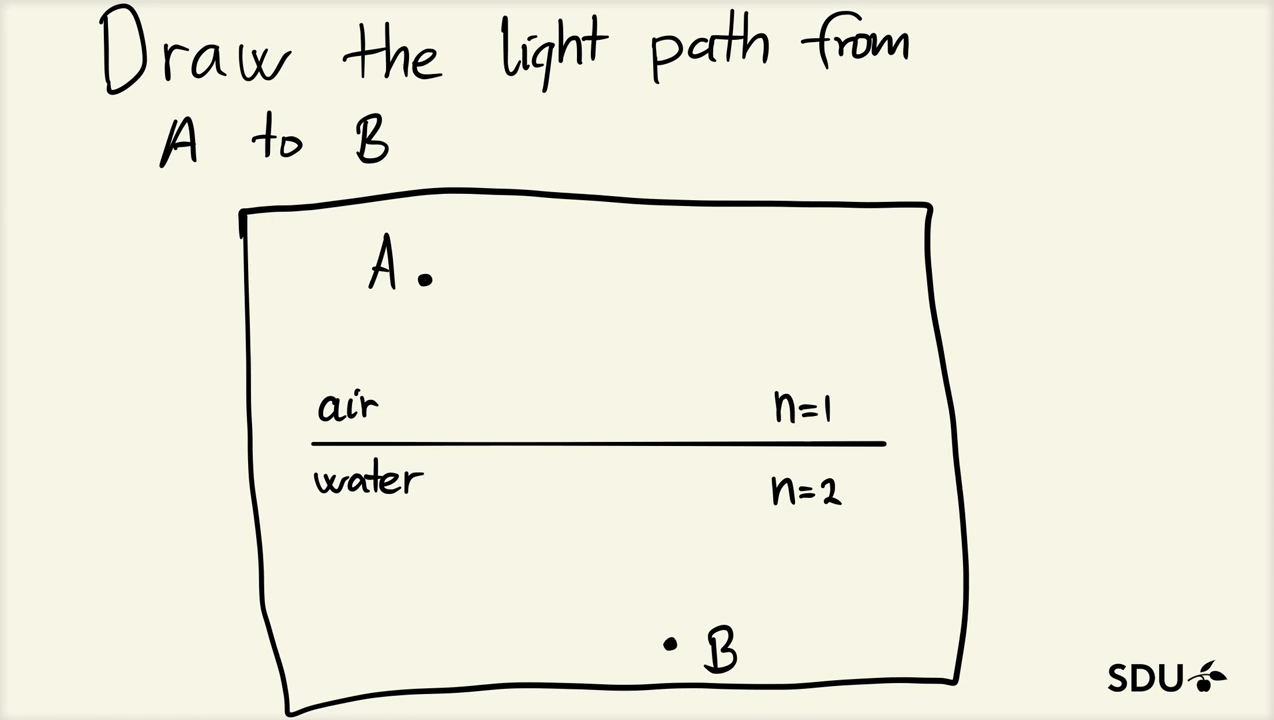 Draw the light path from
A to B
A
air n=1
water n=2
B
SDU